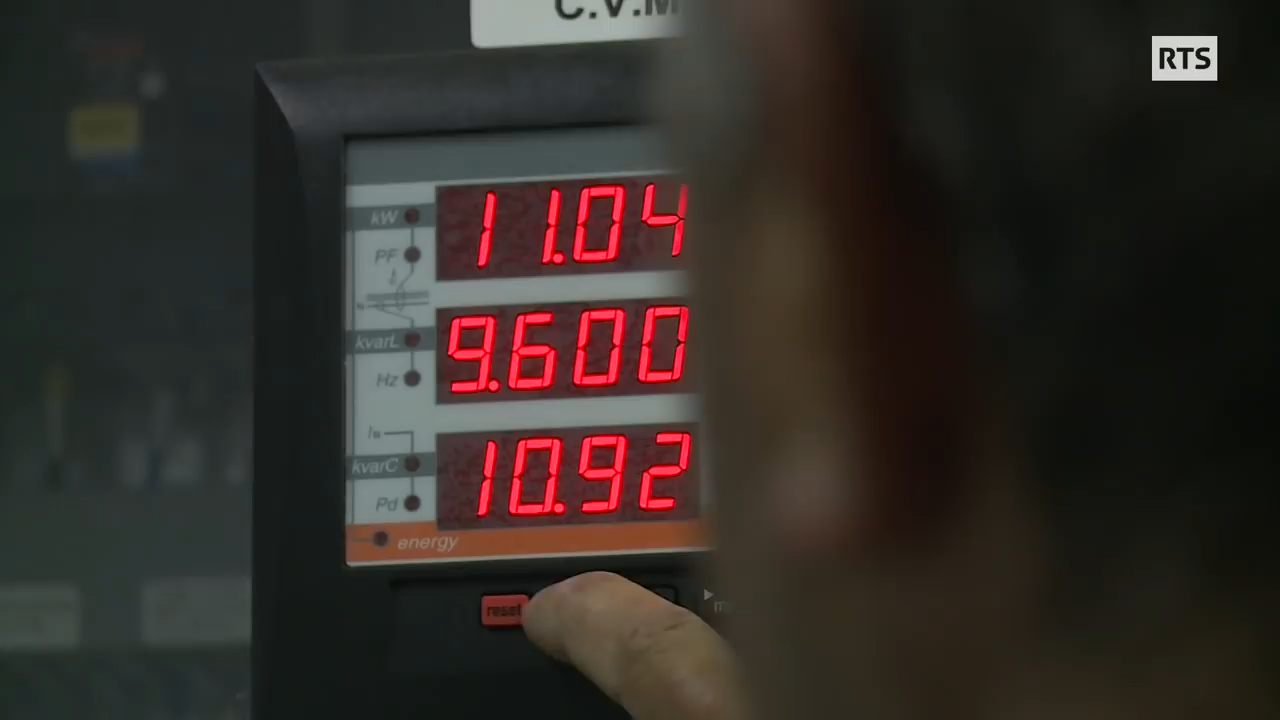 C.V.M
RTS
kW
11.04
PF
kvarL
9.600
Hz
kvarC
10.92
Pd
energy
reset